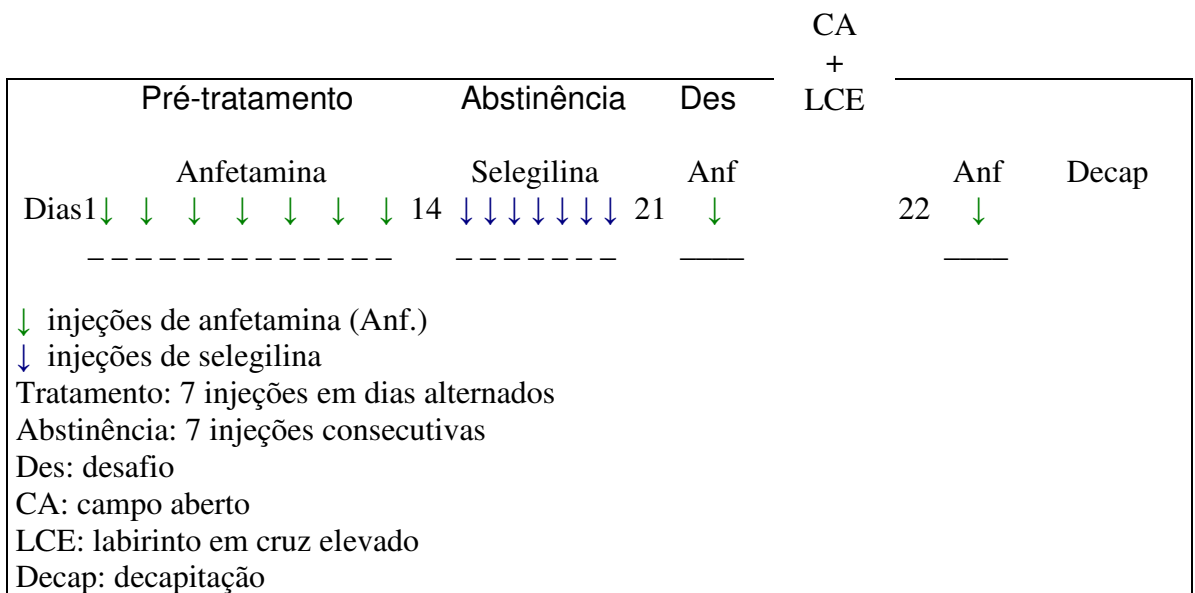 CA
+
Pré-tratamento Abstinência Des LCE
Anfetamina Selegilina Anf Anf Decap
Dias1↓ ↓ ↓ ↓ ↓ ↓ ↓ 14 ↓↓↓↓↓↓↓ 21 ↓ 22 ↓
↓ injeções de anfetamina (Anf.)
↓ injeções de selegilina
Tratamento: 7 injeções em dias alternados
Abstinência: 7 injeções consecutivas
Des: desafio
CA: campo aberto
LCE: labirinto em cruz elevado
Decap: decapitação